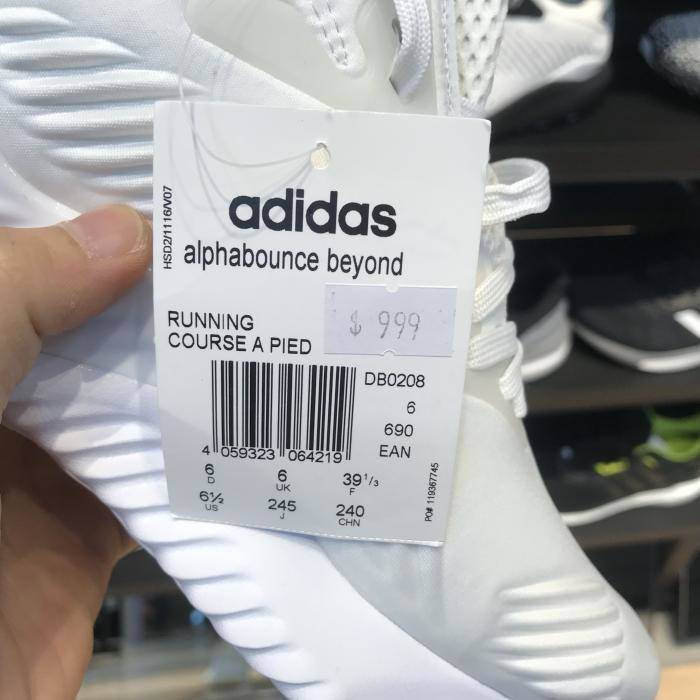 HSD2/1116/V07
adidas
alphabounce beyond
$ 999
RUNNING
COURSE A PIED
DB0208
6
690
EAN
4 059323 064219
6 6 39 1/3
D UK F
6½ 245 240
US J CHN
PO# 119367745